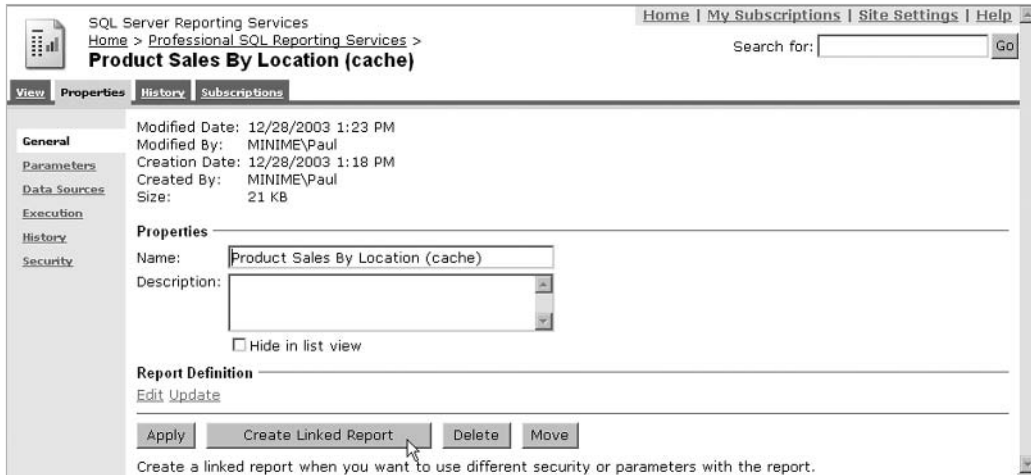 SQL Server Reporting Services
Home | My Subscriptions | Site Settings | Help
Home > Professional SQL Reporting Services >
Search for: Go
Product Sales By Location (cache)
View Properties History Subscriptions
General
Parameters
Data Sources
Execution
History
Security
Modified Date: 12/28/2003 1:23 PM
Modified By: MINIME\Paul
Creation Date: 12/28/2003 1:18 PM
Created By: MINIME\Paul
Size: 21 KB
Properties
Name: Product Sales By Location (cache)
Description:
Hide in list view
Report Definition
Edit Update
Apply Create Linked Report Delete Move
Create a linked report when you want to use different security or parameters with the report.